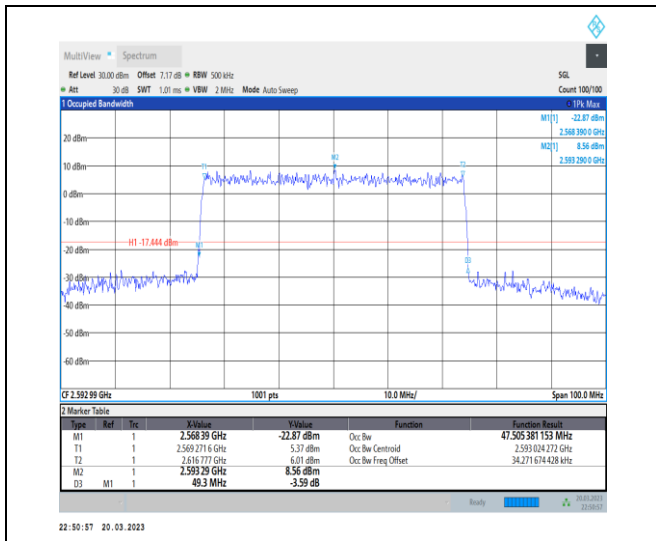 MultiView Spectrum
Ref Level 30.00 dBm Offset 7.17 dB RBW 500 kHz SGL
Att 30 dB SWT 1.01 ms VBW 2 MHz Mode Auto Sweep Count 100/100
1 Occupied Bandwidth 1Pk Max
M1[1] -22.87 dBm
2.568 390 0 GHz
M2[1] 8.56 dBm
2.593 290 0 GHz
20 dBm
M2
T1 T2
10 dBm
0 dBm
-10 dBm
H1 -17.444 dBm
M1
-20 dBm
D3
-30 dBm
-40 dBm
-50 dBm
-60 dBm
CF 2.592 99 GHz 1001 pts 10.0 MHz/ Span 100.0 MHz
2 Marker Table
Type Ref Trc X-Value Y-Value Function Function Result
M1 1 2.568 39 GHz -22.87 dBm Occ Bw 47.505 381 153 MHz
T1 1 2.569 271 6 GHz 5.37 dBm Occ Bw Centroid 2.593 024 272 GHz
T2 1 2.616 777 GHz 6.01 dBm Occ Bw Freq Offset 34.271 674 428 kHz
M2 1 2.593 29 GHz 8.56 dBm
D3 M1 1 49.3 MHz -3.59 dB
Ready 20.03.2023
22:50:57
22:50:57 20.03.2023